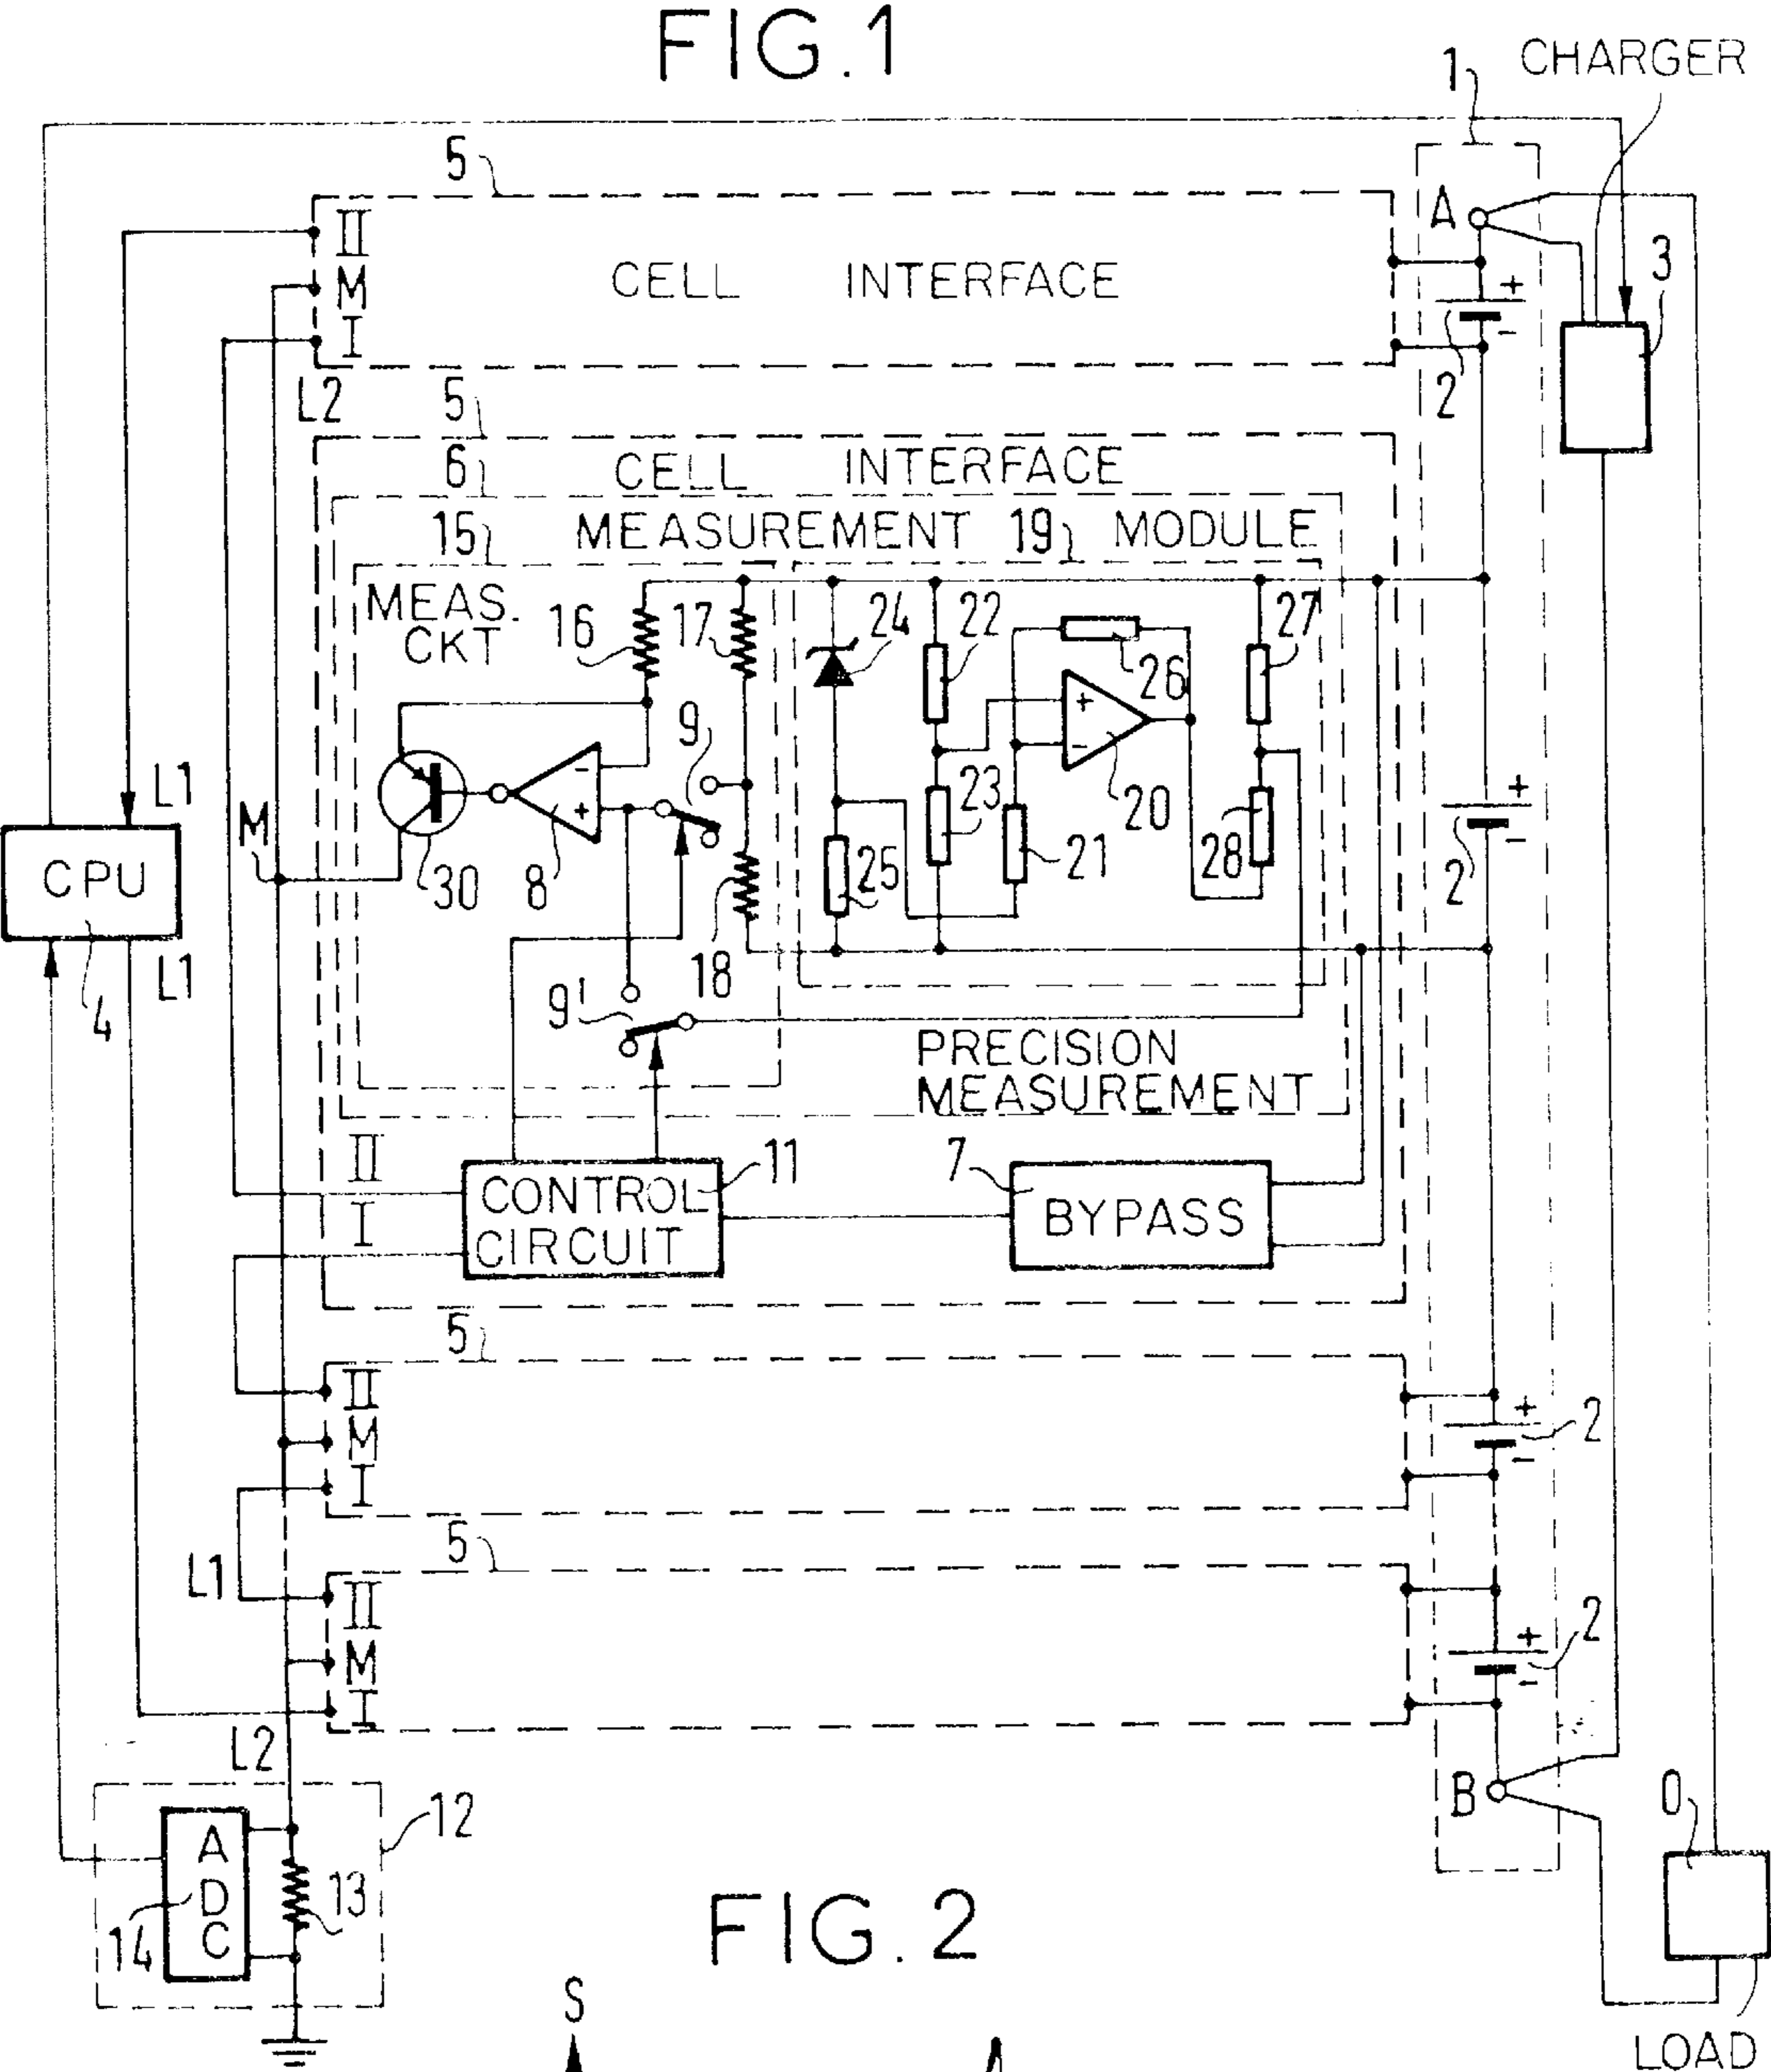 FIG.1
CHARGER
1
5
II
M
I
CELL INTERFACE
A
+
-
2
3
L2
5
6
CELL INTERFACE
15
MEASUREMENT 19 MODULE
MEAS.
CKT
16
17
24
22
26
27
9
+
-
20
L1
M
CPU
4
L1
30
8
-
+
18
25
23
21
28
+
-
2
9'
PRECISION
MEASUREMENT
II
I
CONTROL
CIRCUIT
11
7
BYPASS
5
II
M
I
+
-
2
L1
5
II
M
I
+
-
2
L2
B
0
12
A
D
C
14
13
FIG.2
S
LOAD